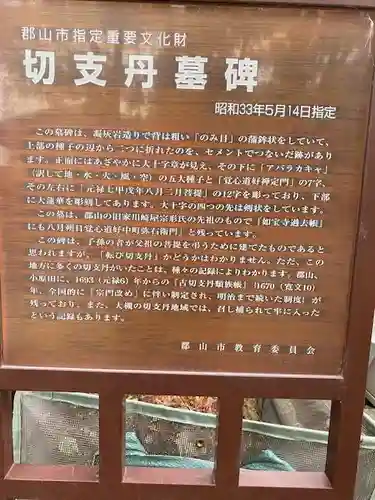 郡山市指定重要文化財
切支丹墓碑
昭和33年5月14日指定
この墓碑は、凝灰岩造りで背は粗い「のみ目」の蒲鉾状をしていて、
上部の種子の辺から二つに折れたのを、セメントでつないだ跡があり
ます。正面にはあざやかに大十字章が見え、その下に「アバラカキャ」
(訳して地・水・火・風・空)の五大種子と「覚心道好禅定門」の7字、
その左右に「元禄七甲戌年八月二月菩提」の12字を彫っており、下部
に大蓮華を彫刻してあります。大十字の四つの先は剣状をしています。
この墓は、郡山の旧家川崎屋宗形氏の先祖のもので「如宝寺過去帳」
にも八月朔日覚心道好中町弥右衛門」と残っています。
この碑は、子孫の者が父祖の菩提を弔うために建てたものであると
思われますが、「転び切支丹」かどうかはわかりません。ただ、この
地方に多くの切支丹がいたことは、種々の記録によりわかります。郡山、
小原田に、1693(元禄6)年からの「古切支丹類族帳」(1670(寛文10)
年、全国的に「宗門改め」に伴い制定され、明治まで続いた制度)が
残っており、また、大槻の切支丹地域では、召し捕られて牢に入った
という記録もあります。
郡山市教育委員会